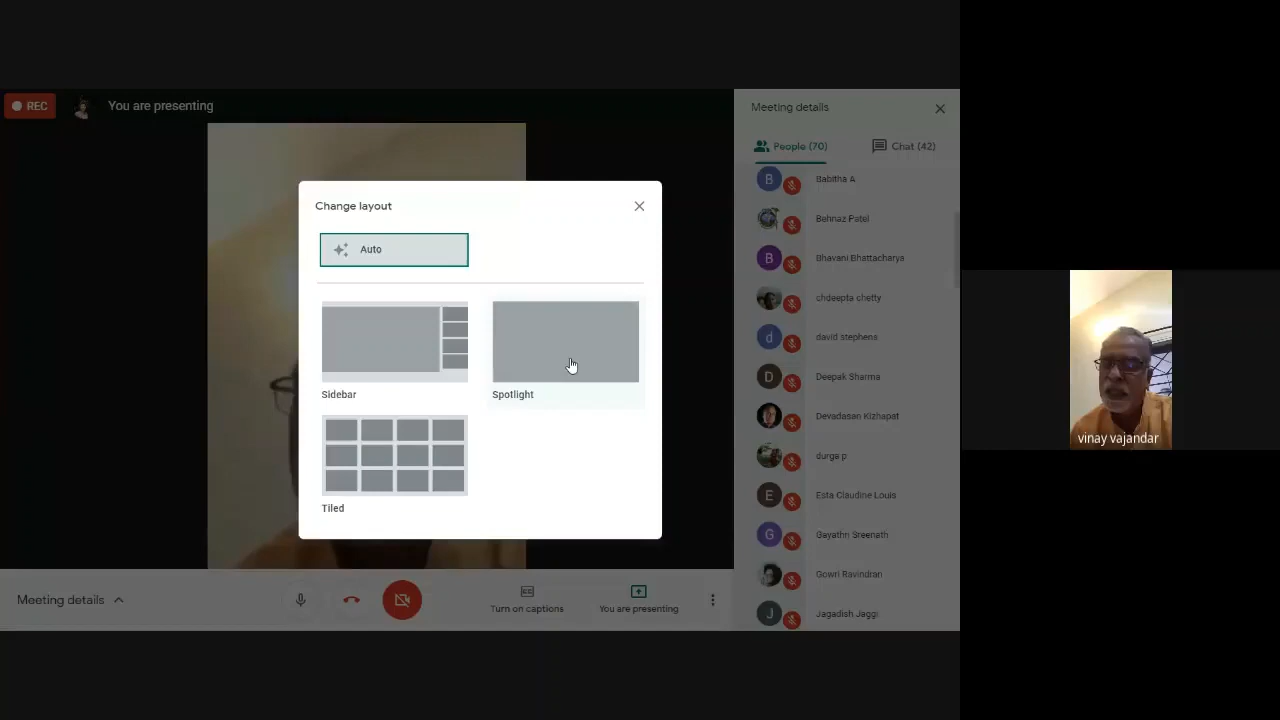 REC
You are presenting
Meeting details
People (70)
Chat (42)
Babitha A
Behnaz Patel
Bhavani Bhattacharya
chdeepta chetty
david stephena
Deepak Sharma
Devadasan Kizhapat
durga p
Esta Claudine Louis
Gayathri Sreenath
Gowri Ravindran
Jagadish Jaggi
B
B
d
D
E
G
J
Change layout
Auto
Sidebar
Spotlight
Tiled
Meeting details
Turn on captions
You are presenting
vinay vajandar